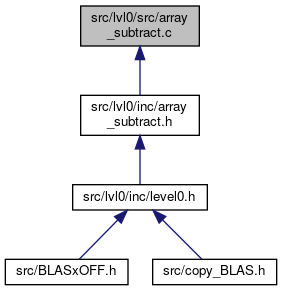 src/lvl0/src/array
_subtract.c
src/lvl0/inc/array
_subtract.h
src/lvl0/inc/level0.h
src/BLASxOFF.h
src/copy_BLAS.h